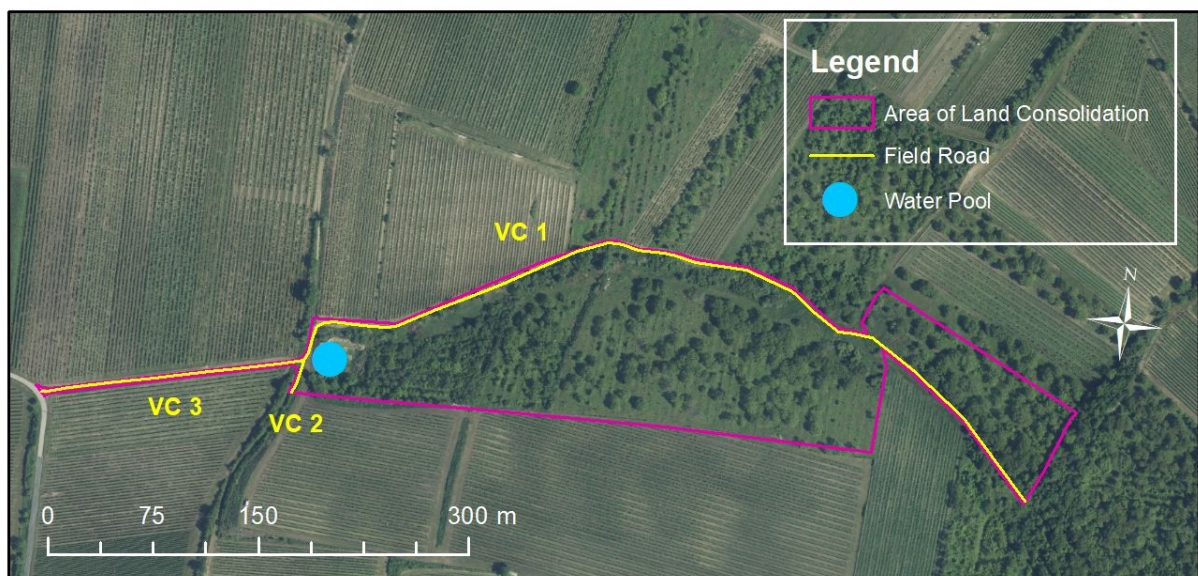 Legend
Area of Land Consolidation
Field Road
Water Pool
VC 1
N
VC 3
VC 2
0 75 150 300 m